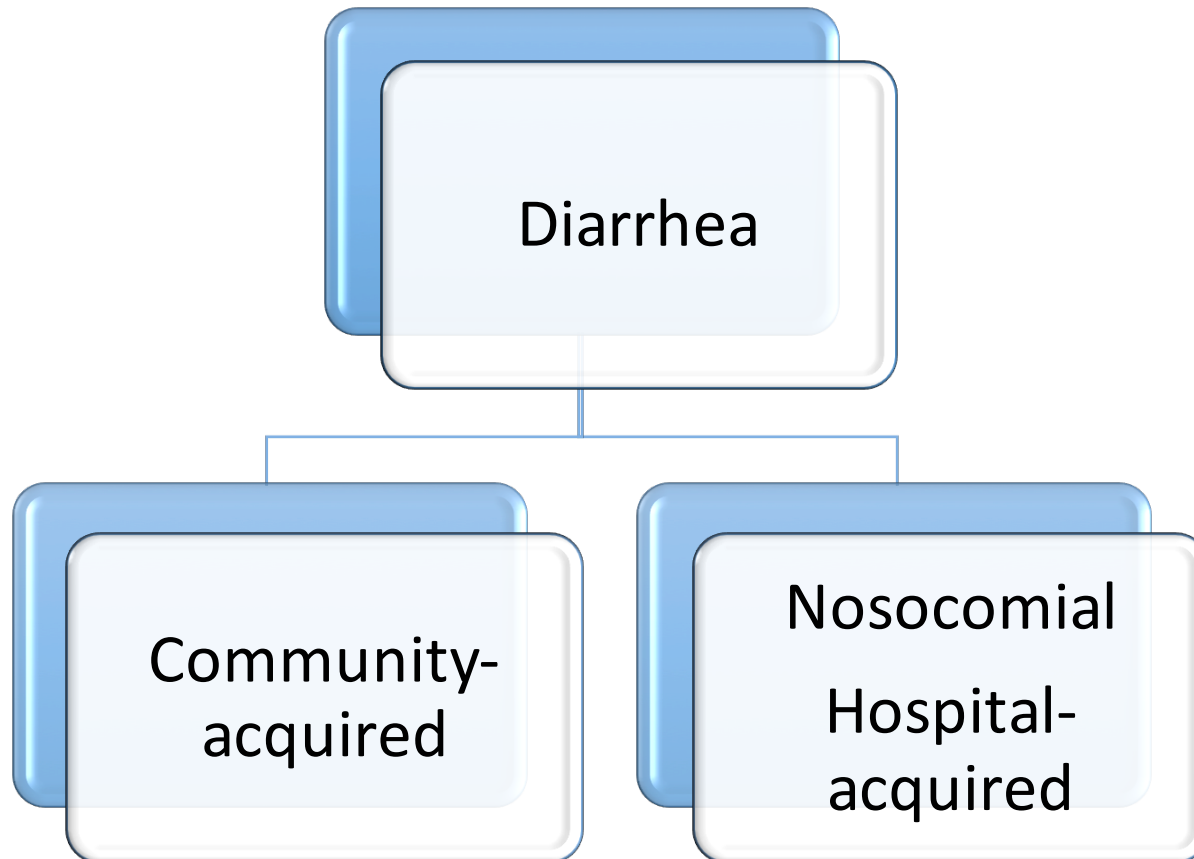 Diarrhea
Community-
acquired
Nosocomial
Hospital-
acquired